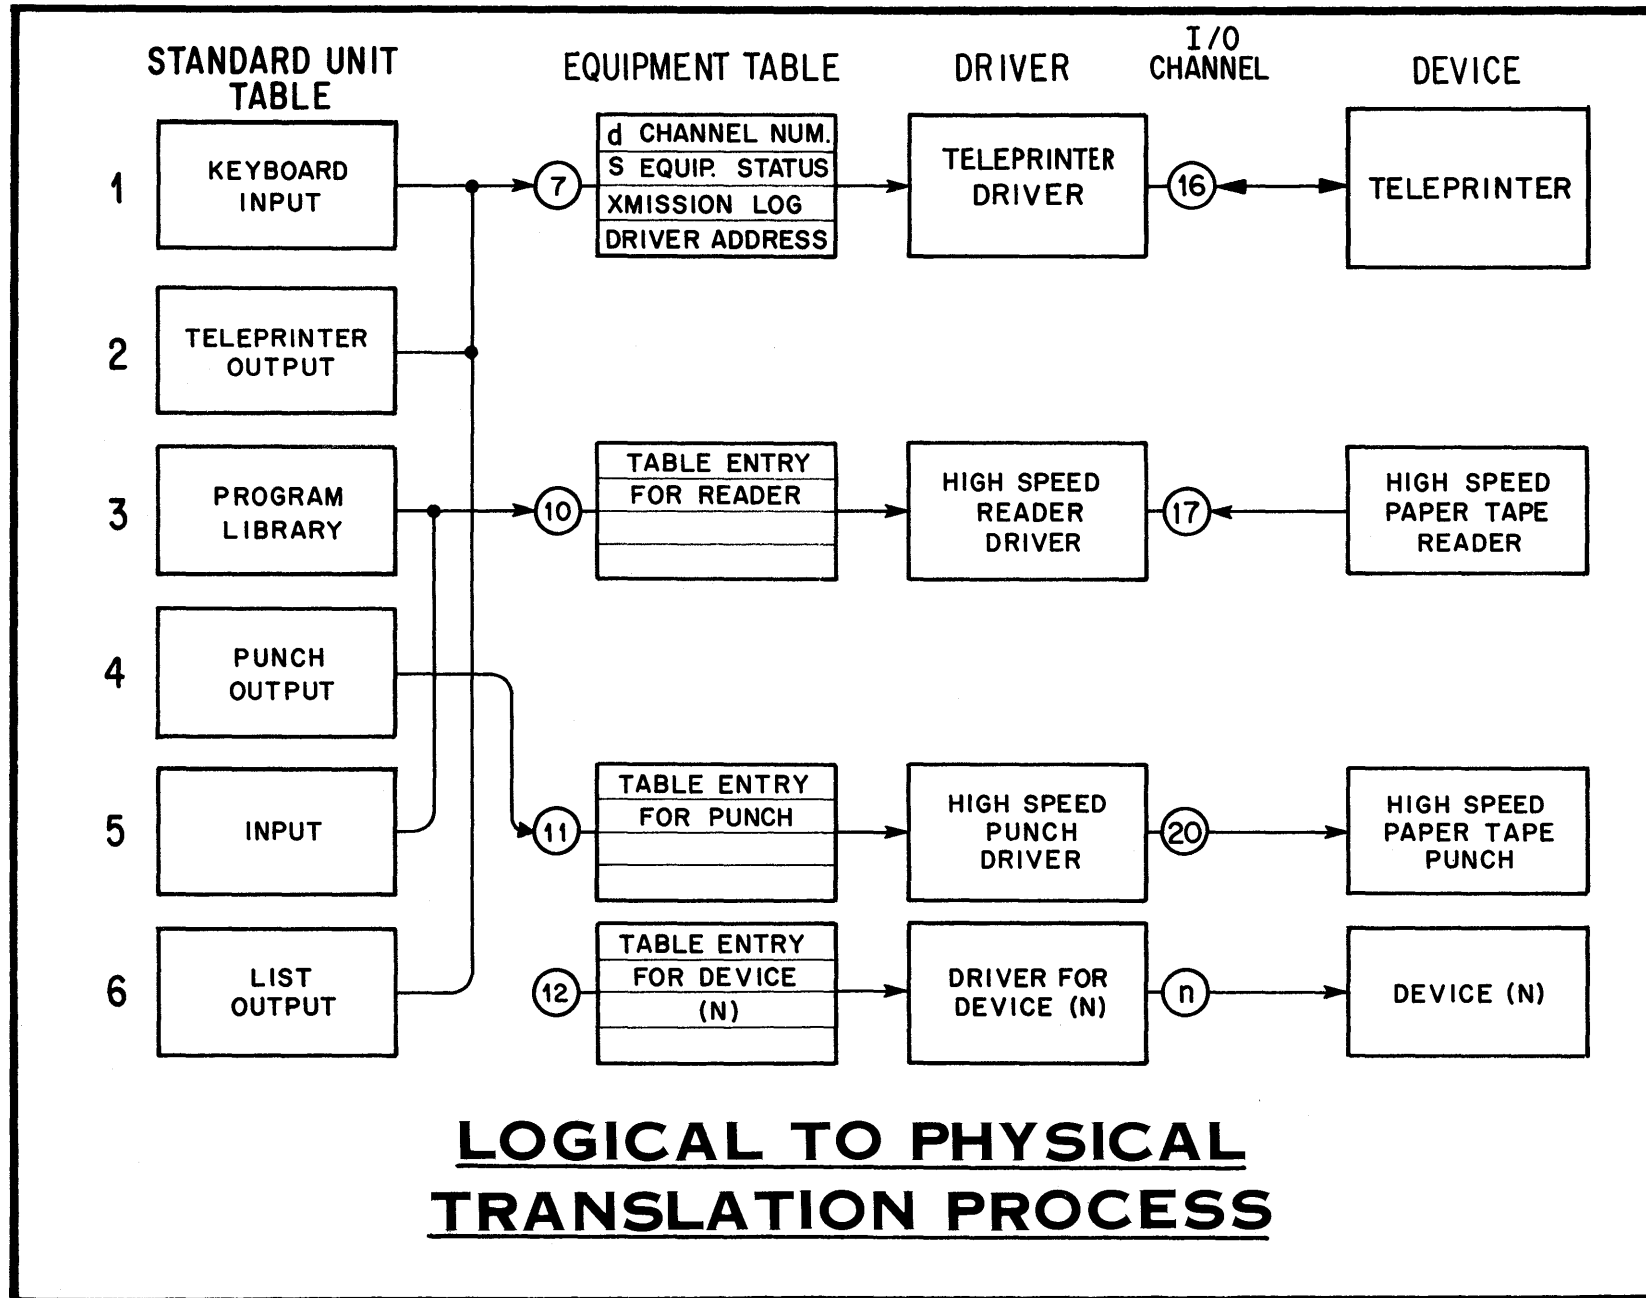 STANDARD UNIT
TABLE
EQUIPMENT TABLE
DRIVER
I/O
CHANNEL
DEVICE
1
KEYBOARD
INPUT
7
d CHANNEL NUM.
S EQUIP. STATUS
XMISSION LOG
DRIVER ADDRESS
TELEPRINTER
DRIVER
16
TELEPRINTER
2
TELEPRINTER
OUTPUT
3
PROGRAM
LIBRARY
10
TABLE ENTRY
FOR READER
HIGH SPEED
READER
DRIVER
17
HIGH SPEED
PAPER TAPE
READER
4
PUNCH
OUTPUT
5
INPUT
11
TABLE ENTRY
FOR PUNCH
HIGH SPEED
PUNCH
DRIVER
20
HIGH SPEED
PAPER TAPE
PUNCH
6
LIST
OUTPUT
12
TABLE ENTRY
FOR DEVICE
(N)
DRIVER FOR
DEVICE (N)
n
DEVICE (N)
LOGICAL TO PHYSICAL
TRANSLATION PROCESS